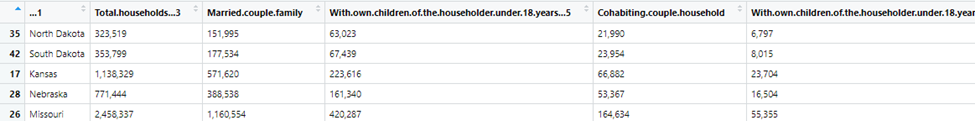 ...1 Total.households...3 Married.couple.family With.own.children.of.the.householder.under.18.years...5 Cohabiting.couple.household With.own.children.of.the.householder.under.18.year
35 North Dakota 323,519 151,995 63,023 21,990 6,797
42 South Dakota 353,799 177,534 67,439 23,954 8,015
17 Kansas 1,138,329 571,620 223,616 66,882 23,704
28 Nebraska 771,444 388,538 161,340 53,367 16,504
26 Missouri 2,458,337 1,160,554 420,287 164,634 55,355